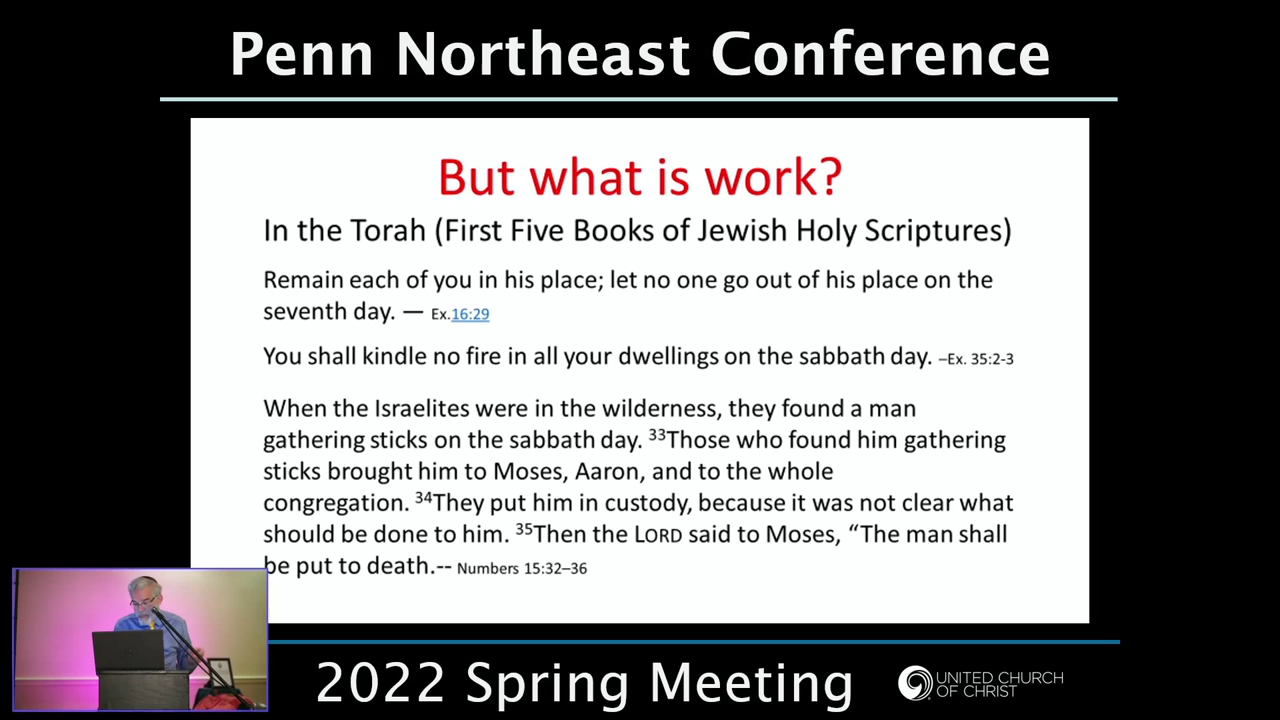 Penn Northeast Conference
But what is work?
In the Torah (First Five Books of Jewish Holy Scriptures)
Remain each of you in his place; let no one go out of his place on the
seventh day. — Ex.16:29
You shall kindle no fire in all your dwellings on the sabbath day. –Ex. 35:2-3
When the Israelites were in the wilderness, they found a man
gathering sticks on the sabbath day. ³³Those who found him gathering
sticks brought him to Moses, Aaron, and to the whole
congregation. ³⁴They put him in custody, because it was not clear what
should be done to him. ³⁵Then the LORD said to Moses, “The man shall
be put to death.-- Numbers 15:32–36
2022 Spring Meeting
UNITED CHURCH
OF CHRIST